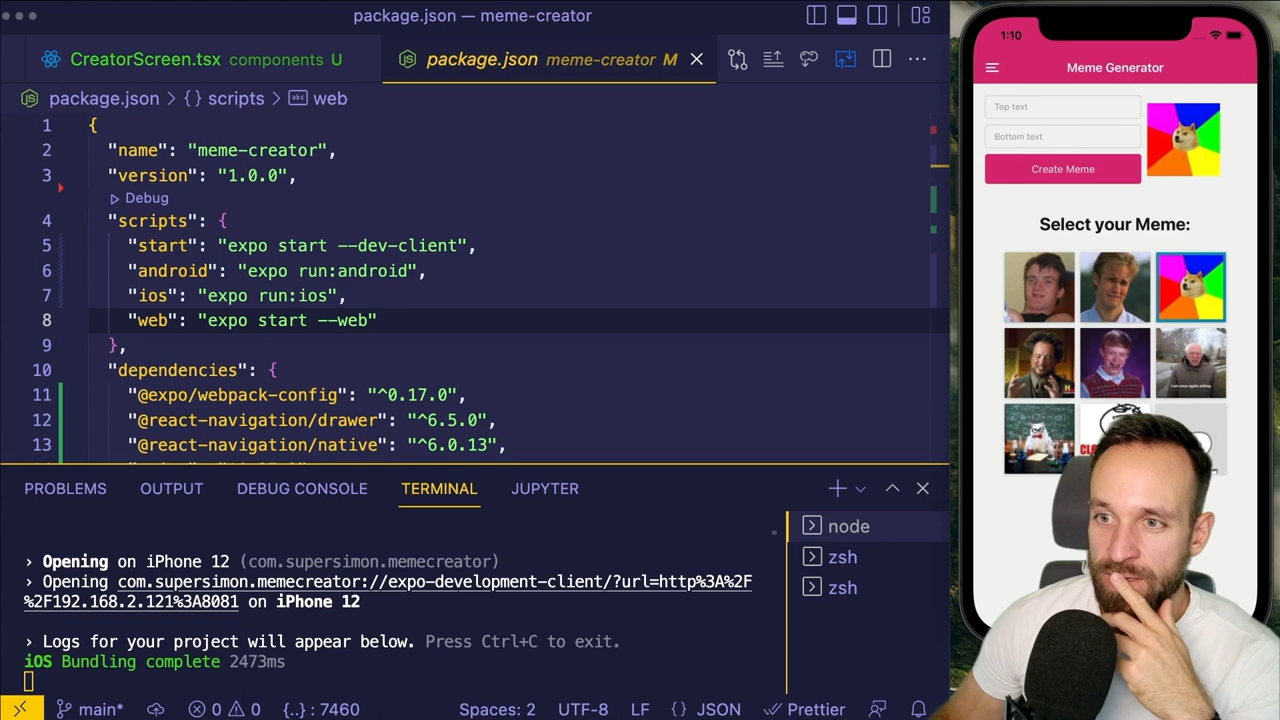 package.json — meme-creator
CreatorScreen.tsx components U
package.json meme-creator M
package.json > {} scripts > abc web
1 {
2 "name": "meme-creator",
3 "version": "1.0.0",
Debug
4 "scripts": {
5 "start": "expo start --dev-client",
6 "android": "expo run:android",
7 "ios": "expo run:ios",
8 "web": "expo start --web"
9 },
10 "dependencies": {
11 "@expo/webpack-config": "^0.17.0",
12 "@react-navigation/drawer": "^6.5.0",
13 "@react-navigation/native": "^6.0.13",
PROBLEMS OUTPUT DEBUG CONSOLE TERMINAL JUPYTER
› Opening on iPhone 12 (com.supersimon.memecreator)
› Opening com.supersimon.memecreator://expo-development-client/?url=http%3A%2F
%2F192.168.2.121%3A8081 on iPhone 12
› Logs for your project will appear below. Press Ctrl+C to exit.
iOS Bundling complete 2473ms
node
zsh
zsh
main* 0 0 {..} : 7460 Spaces: 2 UTF-8 LF {} JSON Prettier
1:10
Meme Generator
Top text
Bottom text
Create Meme
Select your Meme: